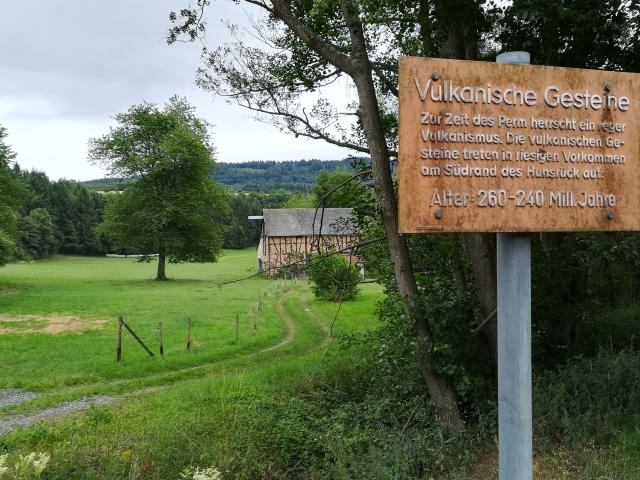 Vulkanische Gesteine
Zur Zeit des Perm herrscht ein reger
Vulkanismus. Die vulkanischen Ge-
steine treten in riesigen Vorkommen
am Südrand des Hunsrück auf.
Alter: 260-240 Mill. Jahre